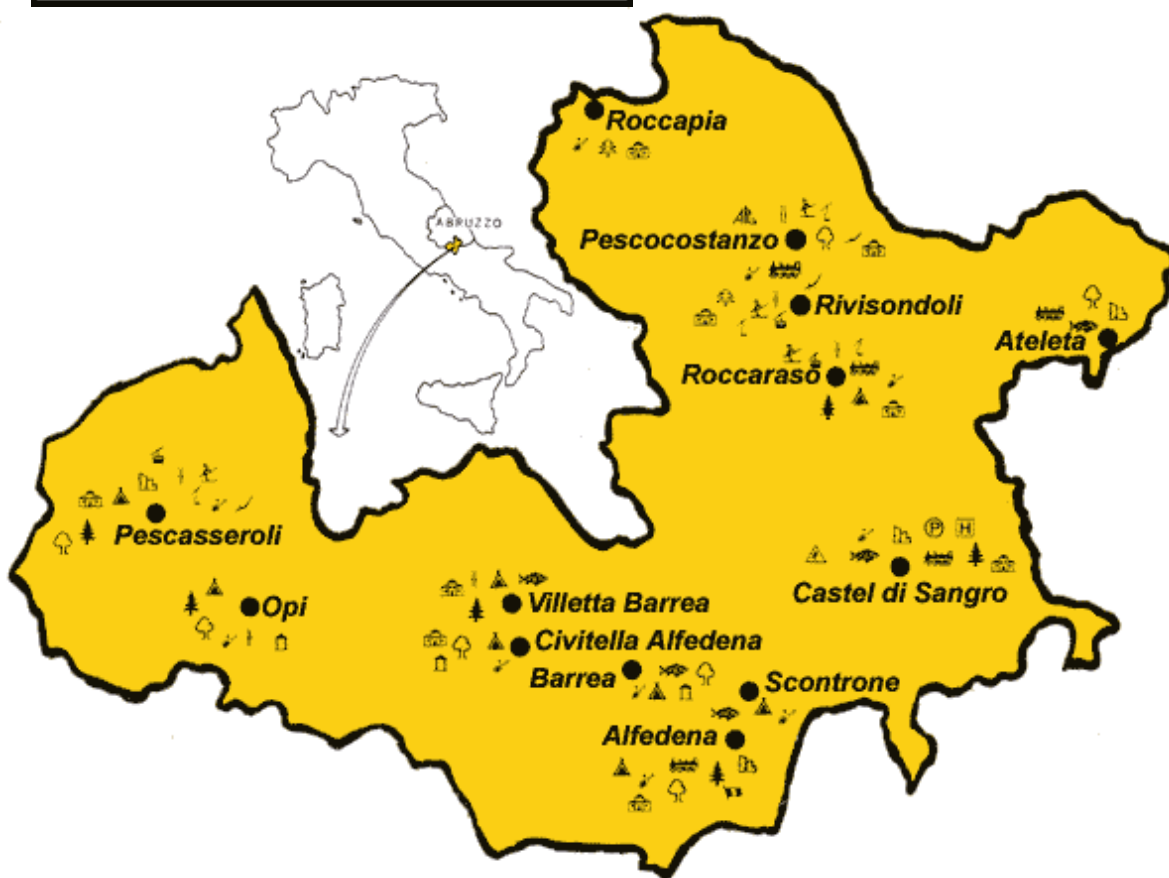 Roccapia
ABRUZZO
Pescocostanzo
Rivisondoli
Ateleta
Roccaraso
Pescasseroli
P H
Castel di Sangro
Opi
Villetta Barrea
Civitella Alfedena
Barrea
Scontrone
Alfedena